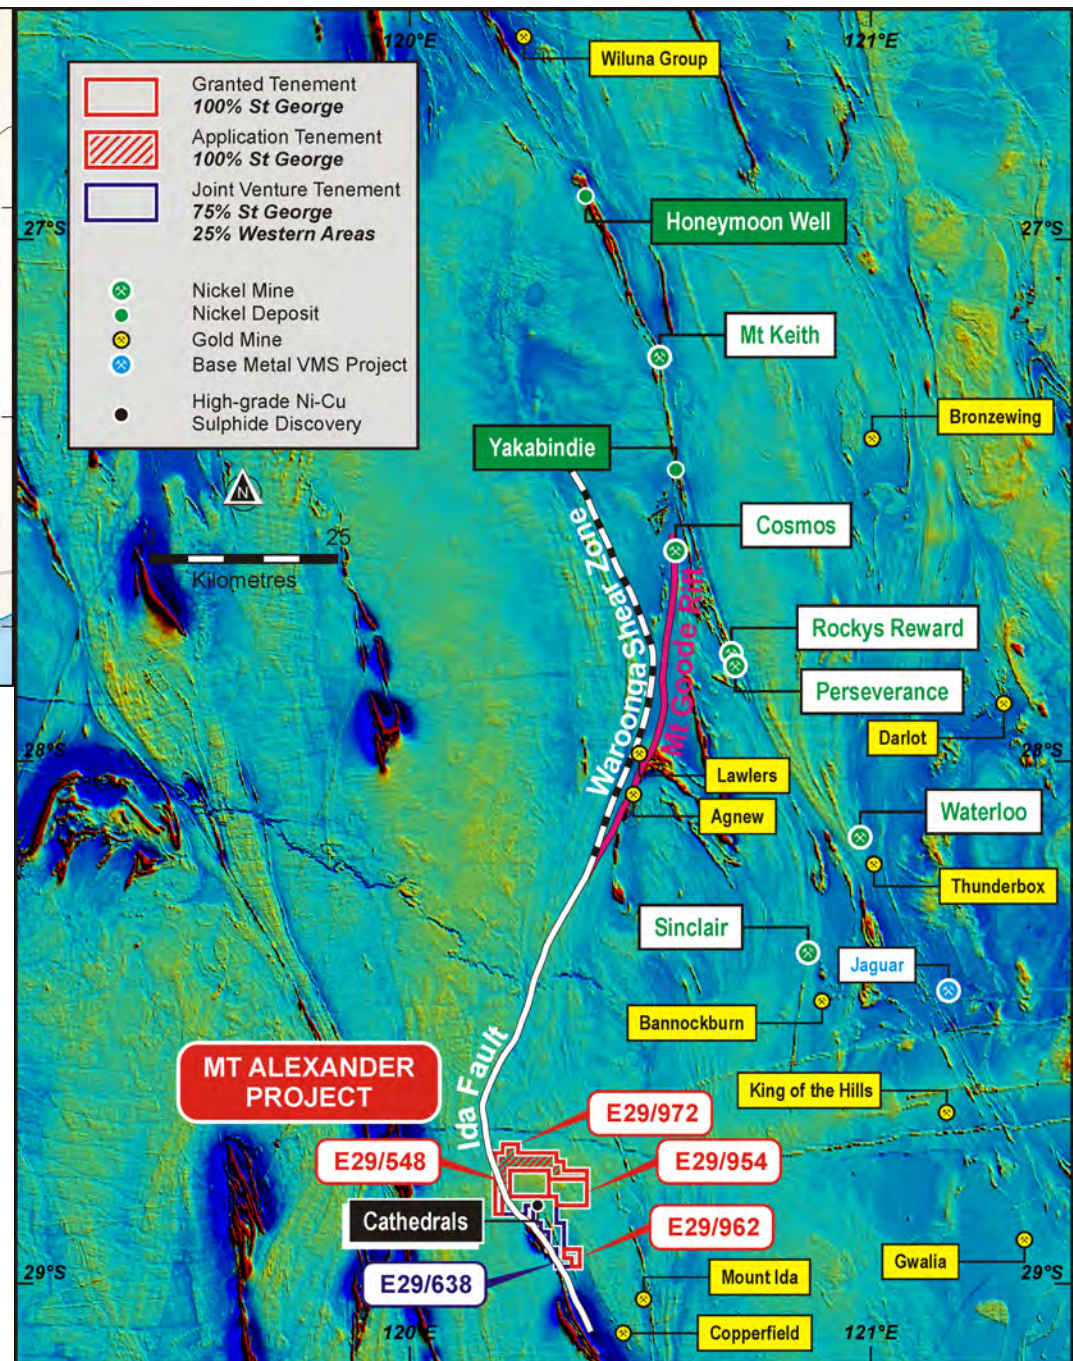 120°E
121°E
Wiluna Group
Granted Tenement
100% St George
Application Tenement
100% St George
Joint Venture Tenement
75% St George
25% Western Areas
Nickel Mine
Nickel Deposit
Gold Mine
Base Metal VMS Project
High-grade Ni-Cu
Sulphide Discovery
27°S
27°S
Honeymoon Well
Mt Keith
Bronzewing
Yakabindie
N
0 25
Kilometres
Cosmos
Waroonga Shear Zone
Mt Goode Rift
Rockys Reward
Perseverance
Darlot
28°S
28°S
Lawlers
Agnew
Waterloo
Thunderbox
Sinclair
Jaguar
Bannockburn
Ida Fault
MT ALEXANDER
PROJECT
King of the Hills
E29/972
E29/548
E29/954
Cathedrals
E29/962
Gwalia
E29/638
Mount Ida
29°S
29°S
Copperfield
120°E
121°E